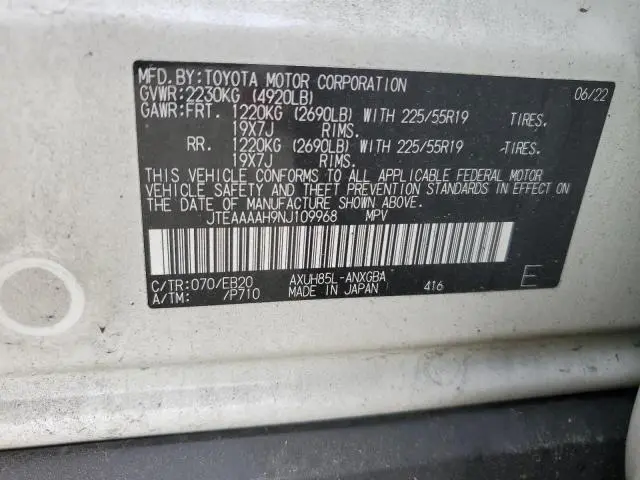 MFD.BY:TOYOTA MOTOR CORPORATION 06/22
GVWR:2230KG (4920LB)
GAWR:FRT. 1220KG (2690LB) WITH 225/55R19 TIRES.
19X7J RIMS.
RR. 1220KG (2690LB) WITH 225/55R19 TIRES.
19X7J RIMS.
THIS VEHICLE CONFORMS TO ALL APPLICABLE FEDERAL MOTOR
VEHICLE SAFETY AND THEFT PREVENTION STANDARDS IN EFFECT ON
THE DATE OF MANUFACTURE SHOWN ABOVE.
JTEAAAAH9NJ109968 MPV
C/TR:070/EB20 AXUH85L-ANXGBA E
A/TM: /P710 MADE IN JAPAN 416